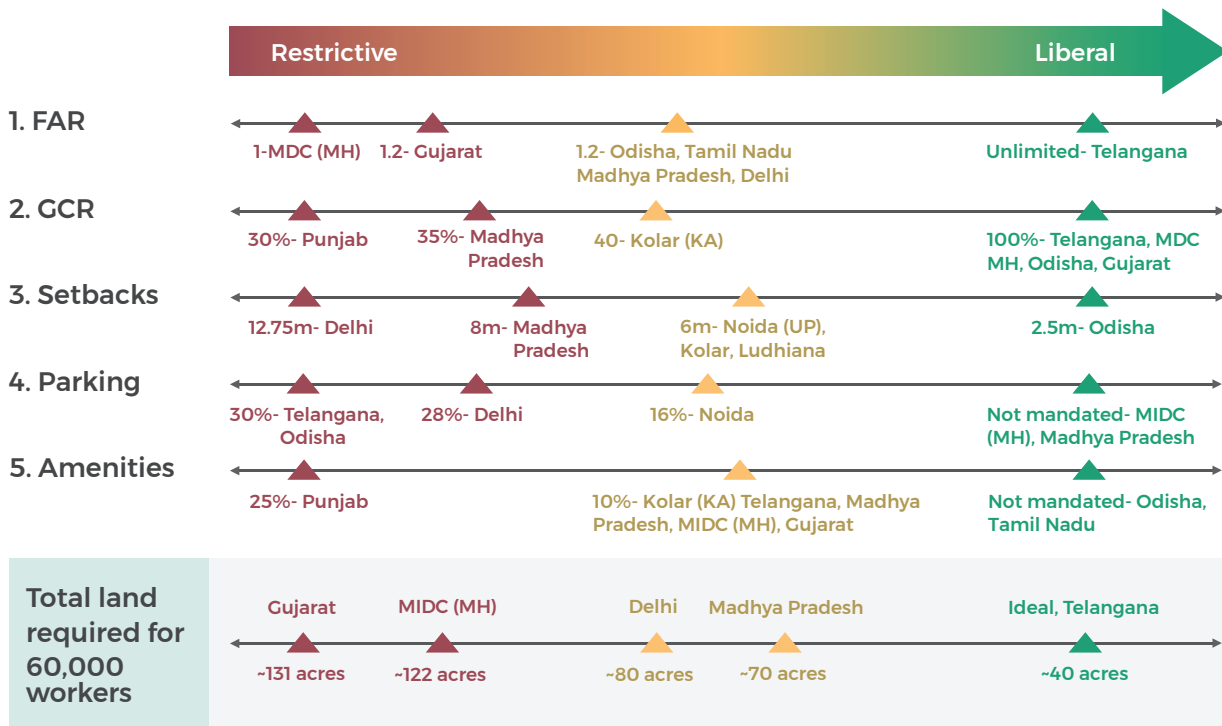 Restrictive
Liberal
1. FAR
1-MDC (MH)
1.2- Gujarat
1.2- Odisha, Tamil Nadu
Madhya Pradesh, Delhi
Unlimited- Telangana
2. GCR
30%- Punjab
35%- Madhya
Pradesh
40- Kolar (KA)
100%- Telangana, MDC
MH, Odisha, Gujarat
3. Setbacks
12.75m- Delhi
8m- Madhya
Pradesh
6m- Noida (UP),
Kolar, Ludhiana
2.5m- Odisha
4. Parking
30%- Telangana,
Odisha
28%- Delhi
16%- Noida
Not mandated- MIDC
(MH), Madhya Pradesh
5. Amenities
25%- Punjab
10%- Kolar (KA) Telangana, Madhya
Pradesh, MIDC (MH), Gujarat
Not mandated- Odisha,
Tamil Nadu
Total land
required for
60,000
workers
Gujarat
MIDC (MH)
Delhi
Madhya Pradesh
Ideal, Telangana
~131 acres
~122 acres
~80 acres
~70 acres
~40 acres